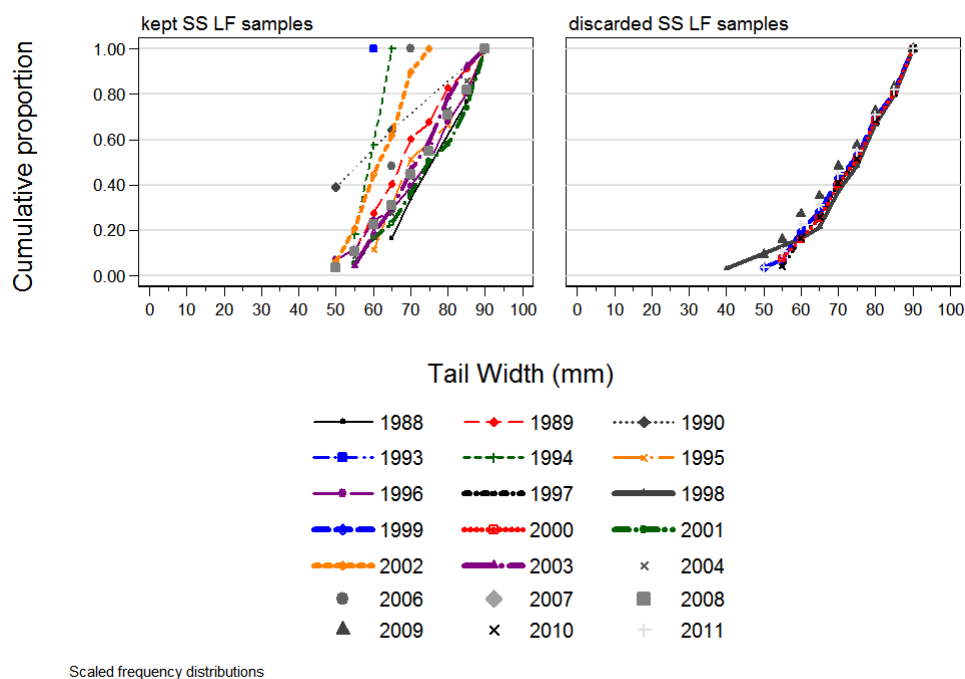 kept SS LF samples
discarded SS LF samples
Cumulative proportion
1.00
0.80
0.60
0.40
0.20
0.00
0 10 20 30 40 50 60 70 80 90 100
0 10 20 30 40 50 60 70 80 90 100
Tail Width (mm)
1988 1989 1990
1993 1994 1995
1996 1997 1998
1999 2000 2001
2002 2003 2004
2006 2007 2008
2009 2010 2011
Scaled frequency distributions